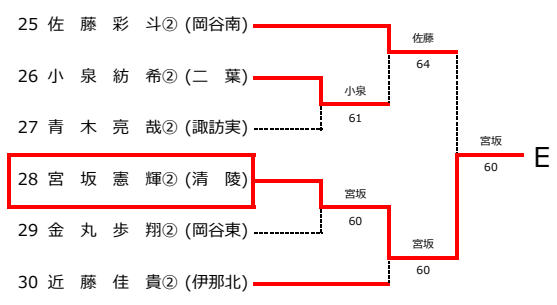 25 佐 藤 彩 斗② (岡谷南)
佐藤
64
26 小 泉 紡 希② (二 葉)
小泉
61
27 青 木 亮 哉② (諏訪実)
宮坂
60
E
28 宮 坂 憲 輝② (清 陵)
宮坂
60
29 金 丸 歩 翔② (岡谷東)
宮坂
60
30 近 藤 佳 貴② (伊那北)